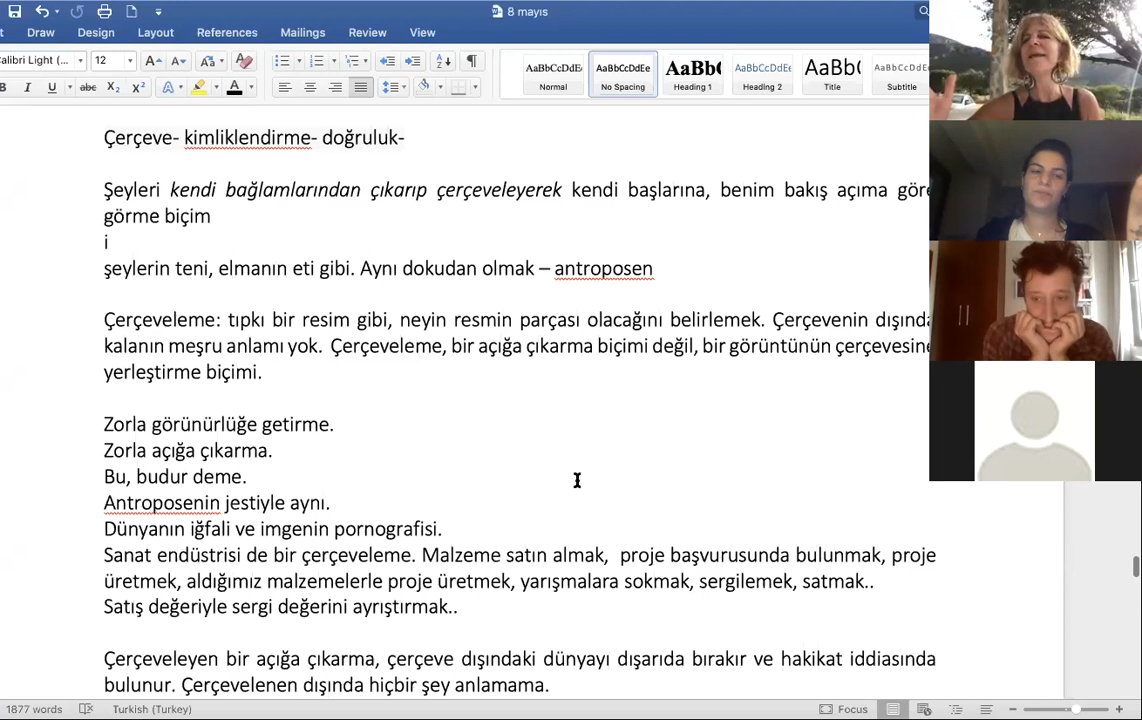 8 mayıs
Draw Design Layout References Mailings Review View
alibri Light (... 12
AaBbCcDdE AaBbCcDdE AaBbC AaBbCcDdE AaBb( AaBbCcDdE
Normal No Spacing Heading 1 Heading 2 Title Subtitle
Çerçeve- kimliklendirme- doğruluk-
Şeyleri kendi bağlamlarından çıkarıp çerçeveleyerek kendi başlarına, benim bakış açıma göre
görme biçim
i
şeylerin teni, elmanın eti gibi. Aynı dokudan olmak – antroposen
Çerçeveleme: tıpkı bir resim gibi, neyin resmin parçası olacağını belirlemek. Çerçevenin dışında
kalanın meşru anlamı yok. Çerçeveleme, bir açığa çıkarma biçimi değil, bir görüntünün çerçevesine
yerleştirme biçimi.
Zorla görünürlüğe getirme.
Zorla açığa çıkarma.
Bu, budur deme.
Antroposenin jestiyle aynı.
Dünyanın iğfali ve imgenin pornografisi.
Sanat endüstrisi de bir çerçeveleme. Malzeme satın almak, proje başvurusunda bulunmak, proje
üretmek, aldığımız malzemelerle proje üretmek, yarışmalara sokmak, sergilemek, satmak..
Satış değeriyle sergi değerini ayrıştırmak..
Çerçeveleyen bir açığa çıkarma, çerçeve dışındaki dünyayı dışarıda bırakır ve hakikat iddiasında
bulunur. Çerçevelenen dışında hiçbir şey anlamama.
1877 words Turkish (Turkey) Focus